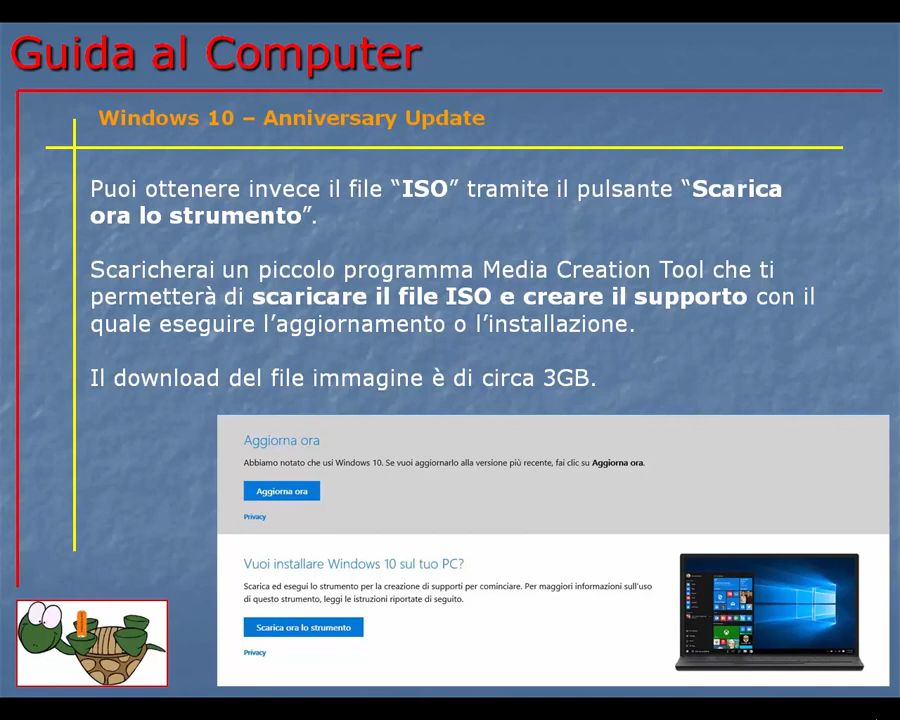 Guida al Computer
Windows 10 – Anniversary Update
Puoi ottenere invece il file “ISO” tramite il pulsante “Scarica
ora lo strumento”.
Scaricherai un piccolo programma Media Creation Tool che ti
permetterà di scaricare il file ISO e creare il supporto con il
quale eseguire l’aggiornamento o l’installazione.
Il download del file immagine è di circa 3GB.
Aggiorna ora
Abbiamo notato che usi Windows 10. Se vuoi aggiornarlo alla versione più recente, fai clic su Aggiorna ora.
Aggiorna ora
Privacy
Vuoi installare Windows 10 sul tuo PC?
Scarica ed esegui lo strumento per la creazione di supporti per cominciare. Per maggiori informazioni sull'uso
di questo strumento, leggi le istruzioni riportate di seguito.
Scarica ora lo strumento
Privacy